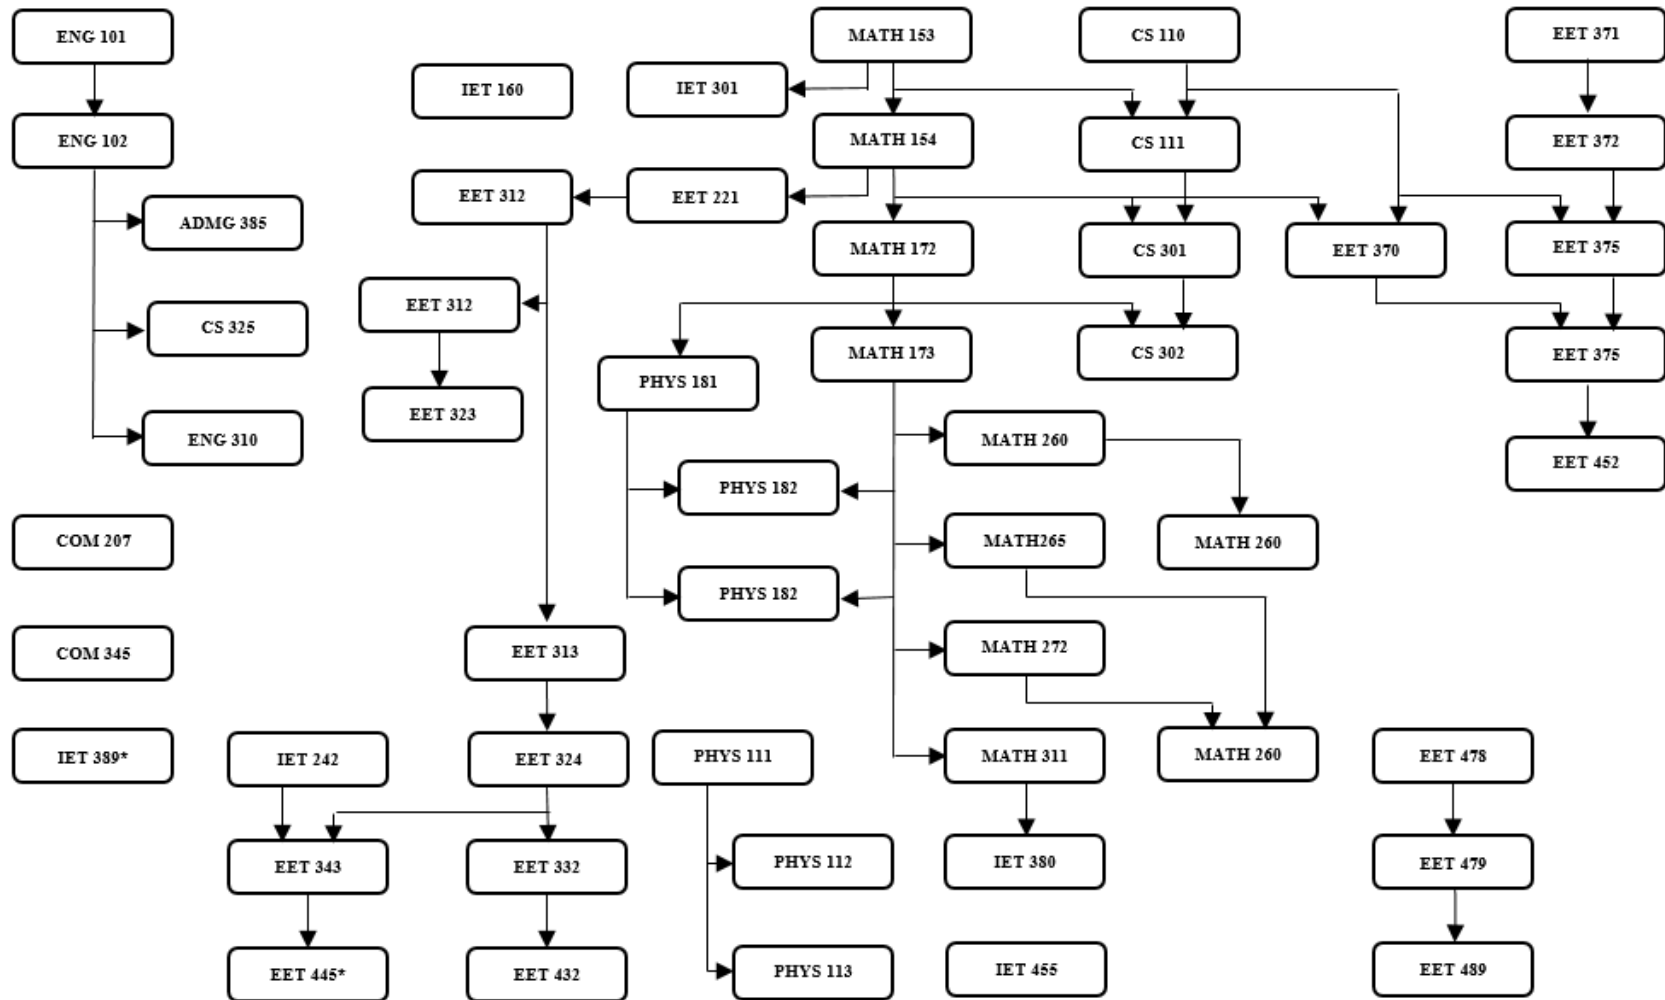 ENG 101
MATH 153
CS 110
EET 371
IET 160
IET 301
ENG 102
MATH 154
CS 111
EET 372
EET 312
EET 221
ADMG 385
MATH 172
CS 301
EET 370
EET 375
EET 312
CS 325
MATH 173
CS 302
EET 375
PHYS 181
EET 323
ENG 310
MATH 260
EET 452
PHYS 182
COM 207
MATH265
MATH 260
PHYS 182
COM 345
EET 313
MATH 272
IET 389*
IET 242
EET 324
PHYS 111
MATH 311
MATH 260
EET 478
EET 343
EET 332
PHYS 112
IET 380
EET 479
EET 445*
EET 432
PHYS 113
IET 455
EET 489